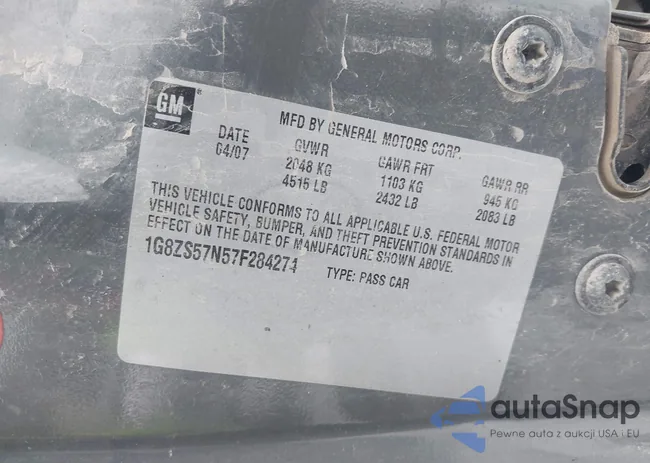 GM
MFD BY GENERAL MOTORS CORP.
DATE GVWR GAWR FRT GAWR RR
04/07 2048 KG 1103 KG 945 KG
4515 LB 2432 LB 2083 LB
THIS VEHICLE CONFORMS TO ALL APPLICABLE U.S. FEDERAL MOTOR
VEHICLE SAFETY, BUMPER, AND THEFT PREVENTION STANDARDS IN
EFFECT ON THE DATE OF MANUFACTURE SHOWN ABOVE.
1G8ZS57N57F284274 TYPE: PASS CAR
autaSnap
Pewne auta z aukcji USA i EU